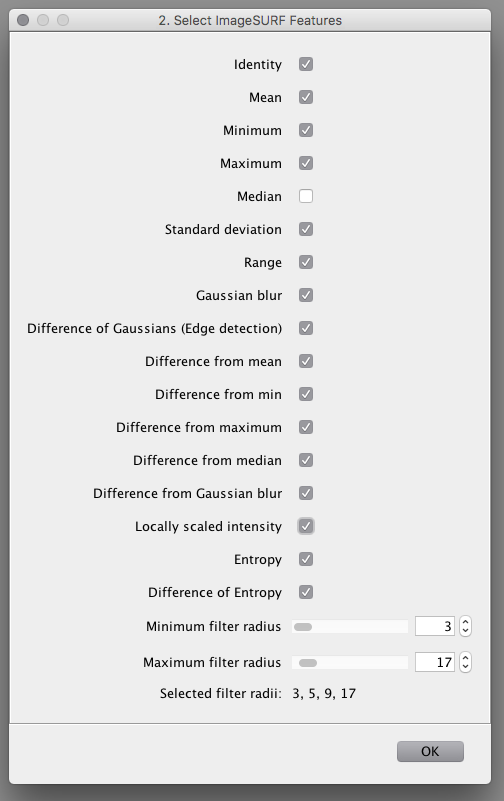 2. Select ImageSURF Features
Identity
Mean
Minimum
Maximum
Median
Standard deviation
Range
Gaussian blur
Difference of Gaussians (Edge detection)
Difference from mean
Difference from min
Difference from maximum
Difference from median
Difference from Gaussian blur
Locally scaled intensity
Entropy
Difference of Entropy
Minimum filter radius 3
Maximum filter radius 17
Selected filter radii: 3, 5, 9, 17
OK